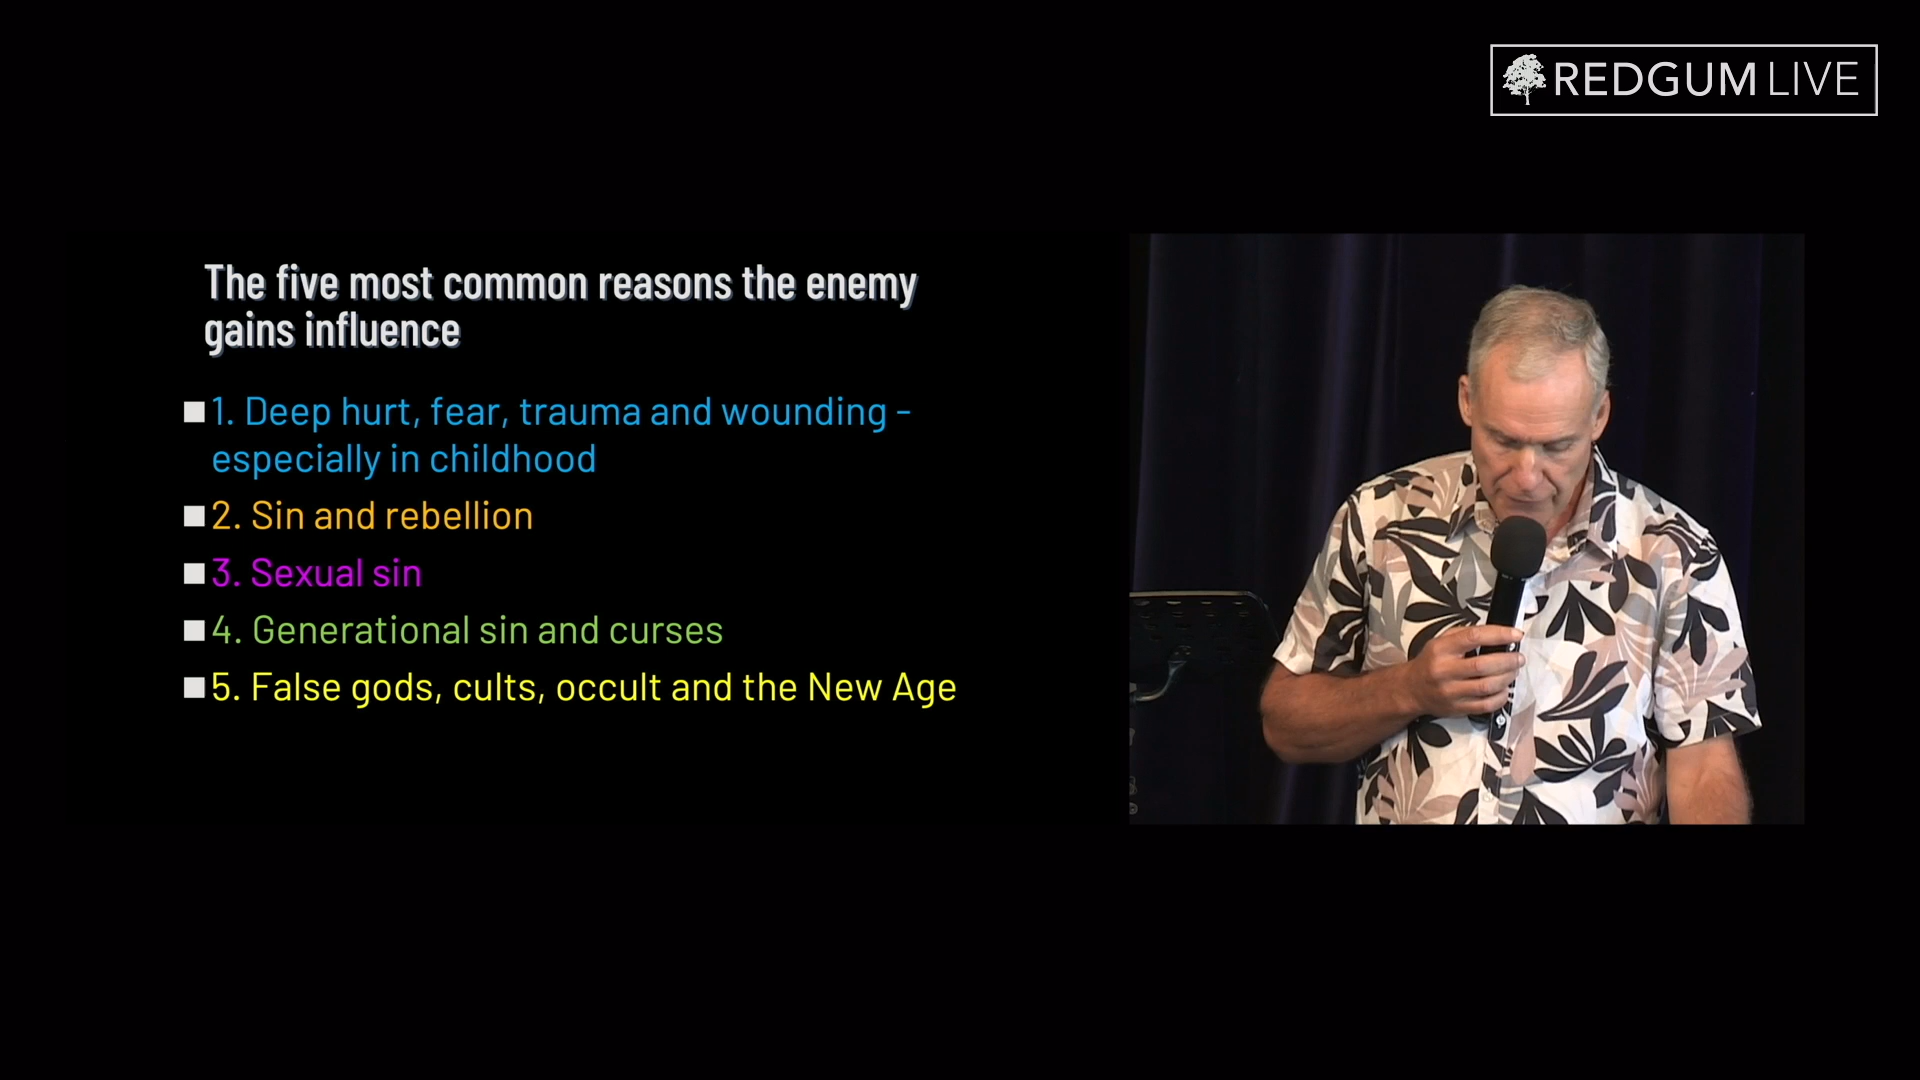 REDGUM LIVE
The five most common reasons the enemy
gains influence
1. Deep hurt, fear, trauma and wounding -
especially in childhood
2. Sin and rebellion
3. Sexual sin
4. Generational sin and curses
5. False gods, cults, occult and the New Age